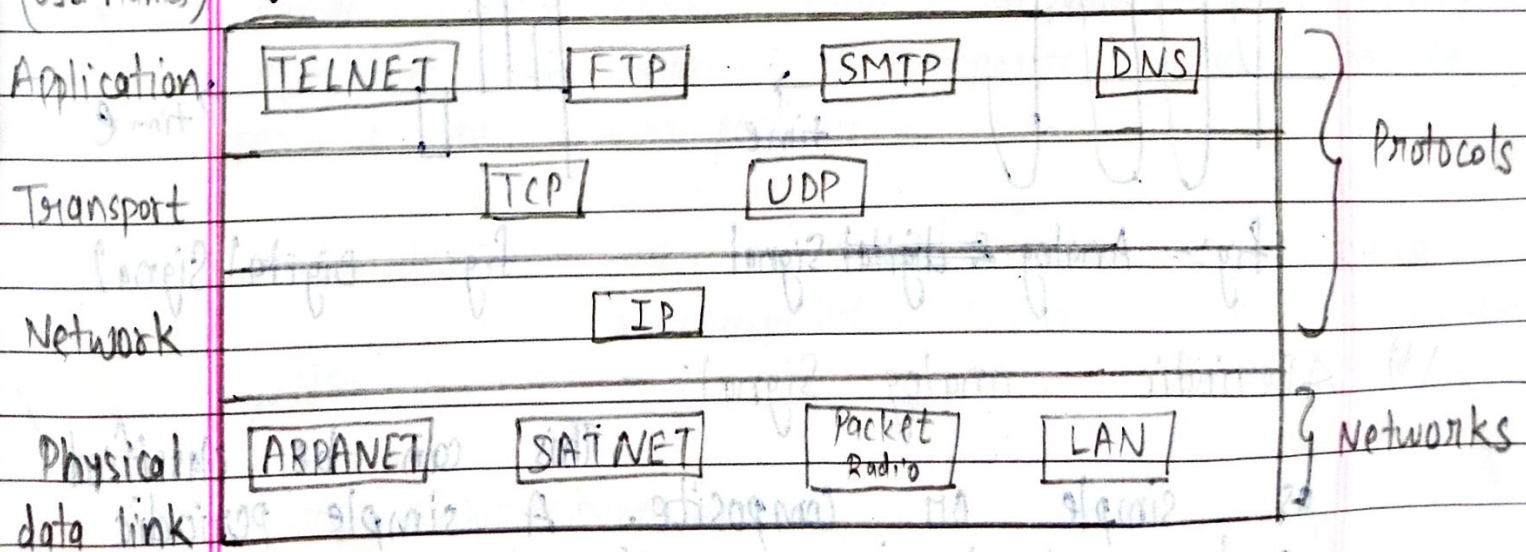 Application TELNET FTP SMTP DNS
Protocols
Transport TCP UDP
Network IP
Physical ARPANET SATNET Packet Radio LAN Networks
data link